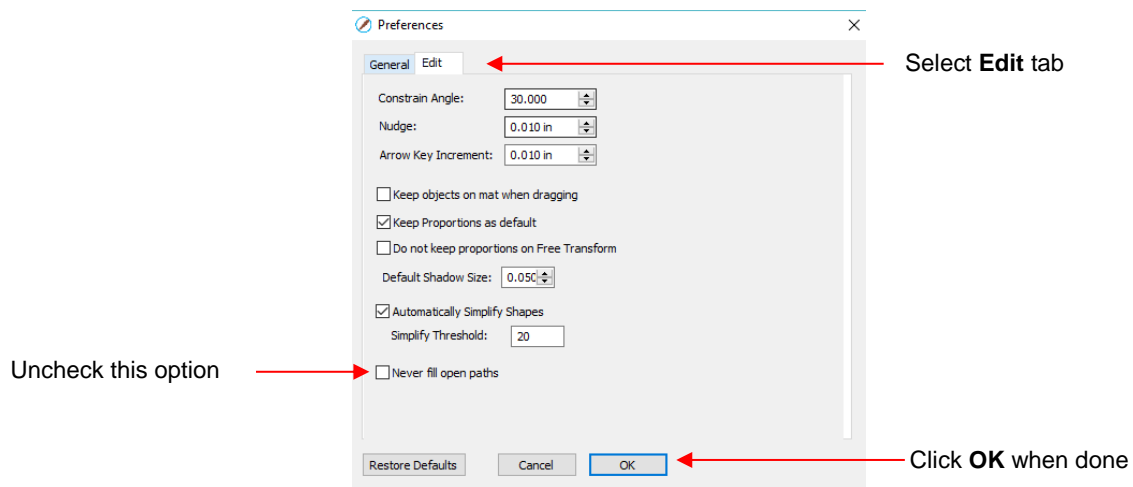 Preferences
General Edit
Select Edit tab
Constrain Angle: 30.000
Nudge: 0.010 in
Arrow Key Increment: 0.010 in
Keep objects on mat when dragging
Keep Proportions as default
Do not keep proportions on Free Transform
Default Shadow Size: 0.050
Automatically Simplify Shapes
Simplify Threshold: 20
Uncheck this option
Never fill open paths
Restore Defaults Cancel OK
Click OK when done